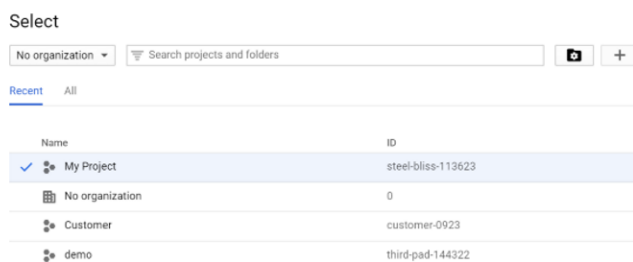 Select
No organization Search projects and folders
Recent All
Name ID
My Project steel-bliss-113623
No organization 0
Customer customer-0923
demo third-pad-144322